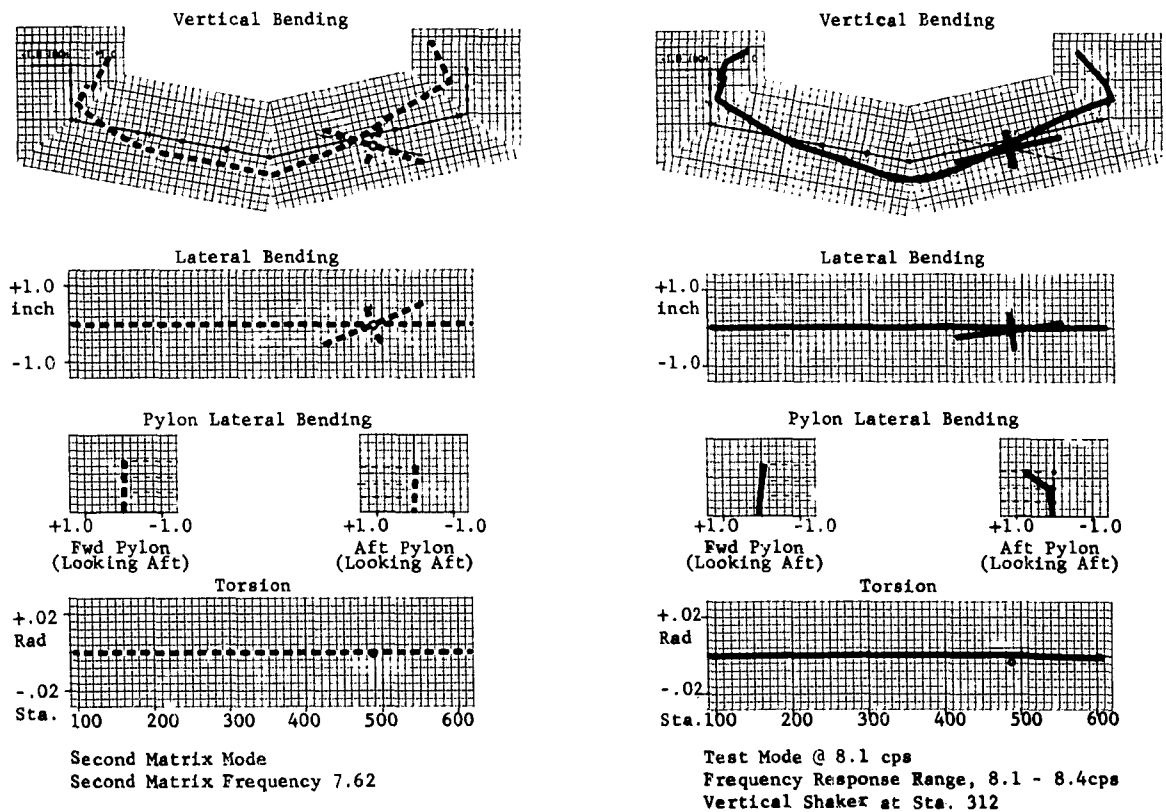 Vertical Bending
Lateral Bending
+1.0
inch
-1.0
Pylon Lateral Bending
+1.0 -1.0
Fwd Pylon
(Looking Aft)
+1.0 -1.0
Aft Pylon
(Looking Aft)
Torsion
+.02
Rad
-.02
Sta. 100 200 300 400 500 600
Second Matrix Mode
Second Matrix Frequency 7.62
Vertical Bending
Lateral Bending
+1.0
inch
-1.0
Pylon Lateral Bending
+1.0 -1.0
Fwd Pylon
(Looking Aft)
+1.0 -1.0
Aft Pylon
(Looking Aft)
Torsion
+.02
Rad
-.02
Sta. 100 200 300 400 500 600
Test Mode @ 8.1 cps
Frequency Response Range, 8.1 - 8.4cps
Vertical Shaker at Sta. 312